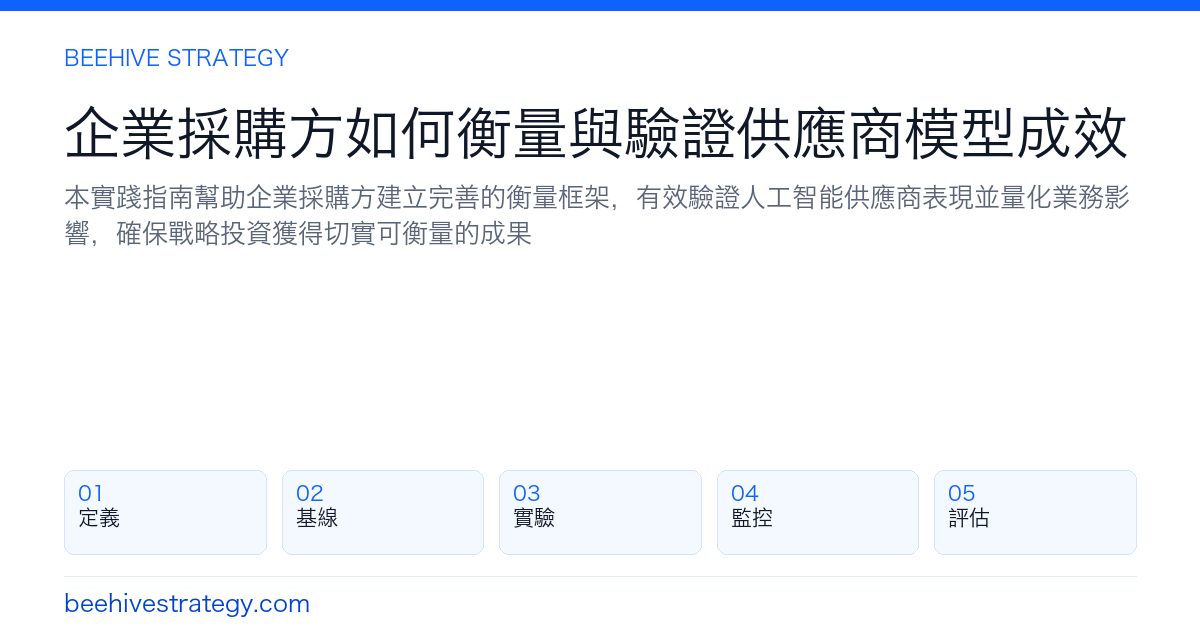 BEEHIVE STRATEGY
企業採購方如何衡量與驗證供應商模型成效
本實踐指南幫助企業採購方建立完善的衡量框架，有效驗證人工智能供應商表現並量化業務影
響，確保戰略投資獲得切實可衡量的成果
01
定義
02
基線
03
實驗
04
監控
05
評估
beehivestrategy.com